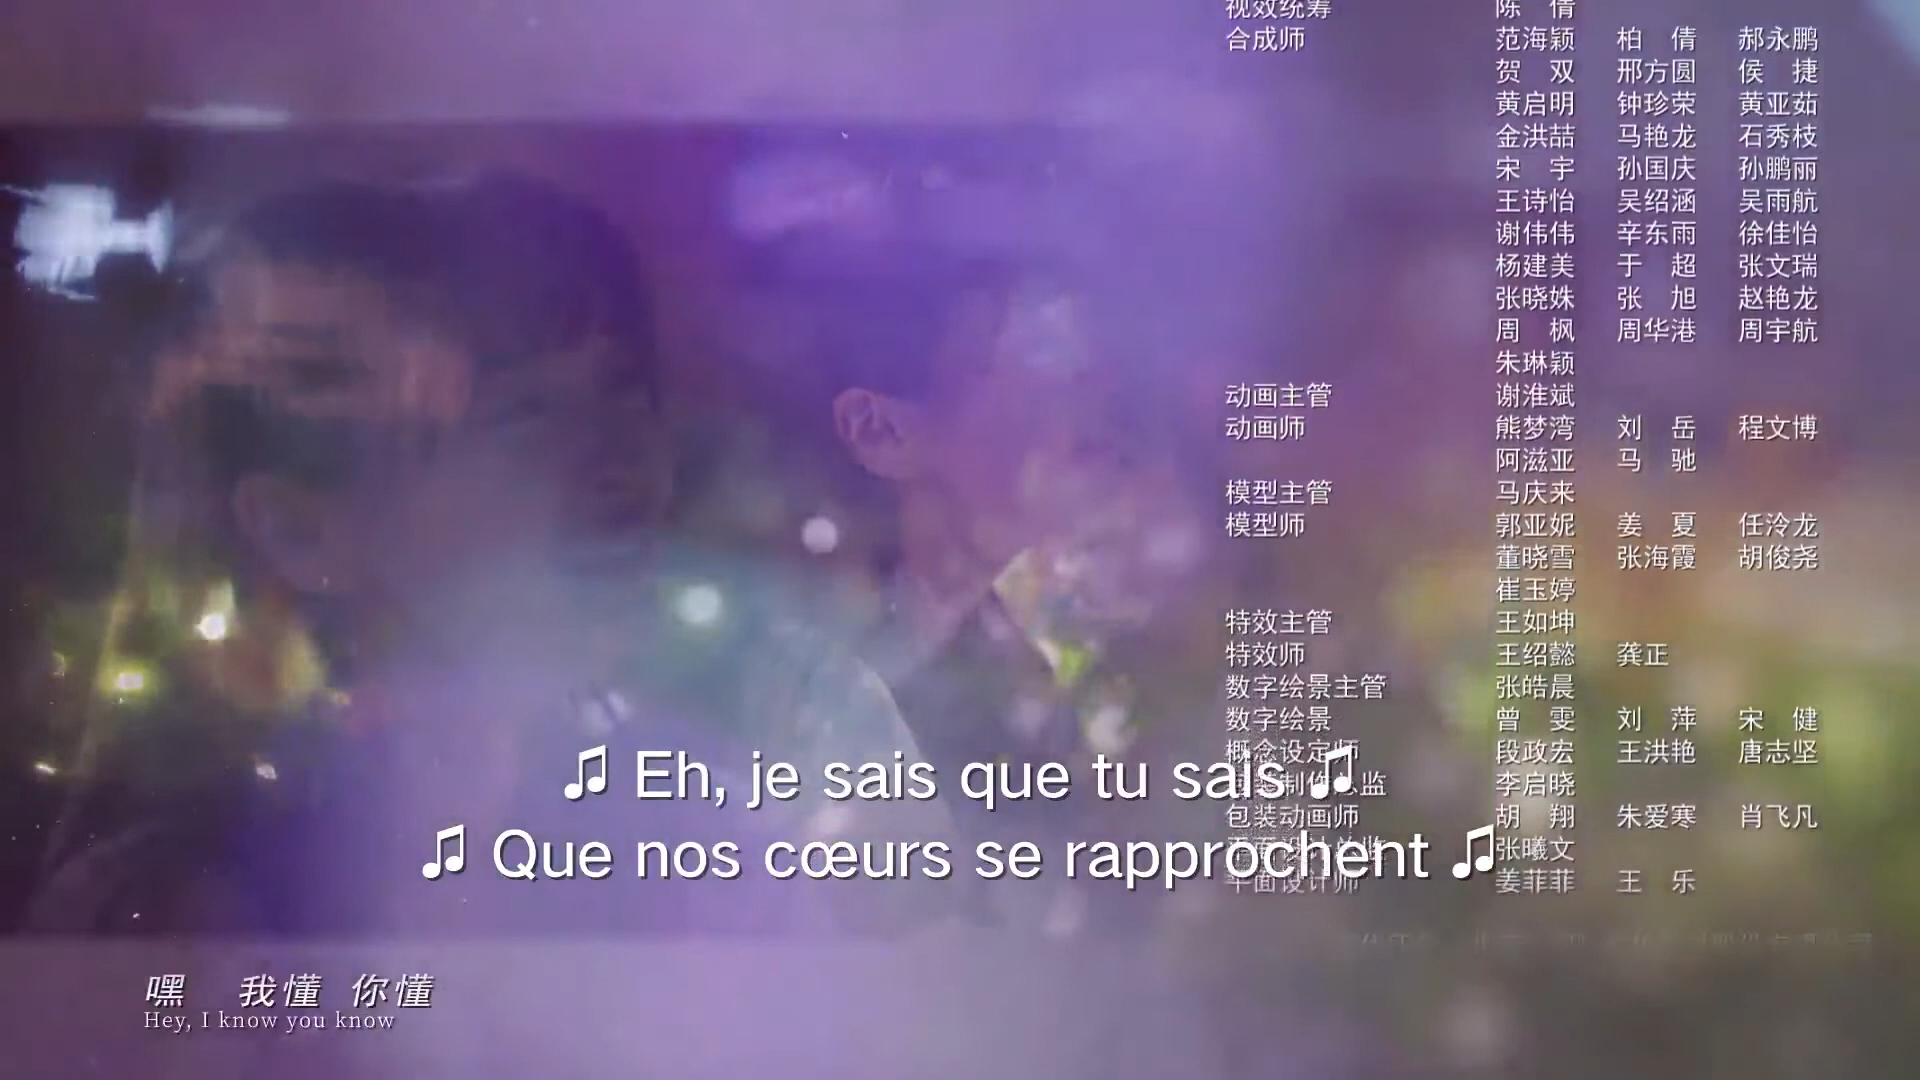 视效统筹 陈 倩
合成师 范海颖 柏 倩 郝永鹏
贺 双 邢方圆 侯 捷
黄启明 钟珍荣 黄亚茹
金洪喆 马艳龙 石秀枝
宋 宇 孙国庆 孙鹏丽
王诗怡 吴绍涵 吴雨航
谢伟伟 辛东雨 徐佳怡
杨建美 于 超 张文瑞
张晓姝 张 旭 赵艳龙
周 枫 周华港 周宇航
朱琳颖
动画主管 谢淮斌
动画师 熊梦湾 刘 岳 程文博
阿滋亚 马 驰
模型主管 马庆来
模型师 郭亚妮 姜 夏 任泠龙
董晓雪 张海霞 胡俊尧
崔玉婷
特效主管 王如坤
特效师 王绍懿 龚正
数字绘景主管 张皓晨
数字绘景 曾 雯 刘 萍 宋 健
概念设定师 段政宏 王洪艳 唐志坚
♫ Eh, je sais que tu sais ♫
李启晓
包装动画师 胡 翔 朱爱寒 肖飞凡
♫ Que nos cœurs se rapprochent ♫
张曦文
平面设计师 姜菲菲 王 乐
嘿 我懂 你懂
Hey, I know you know